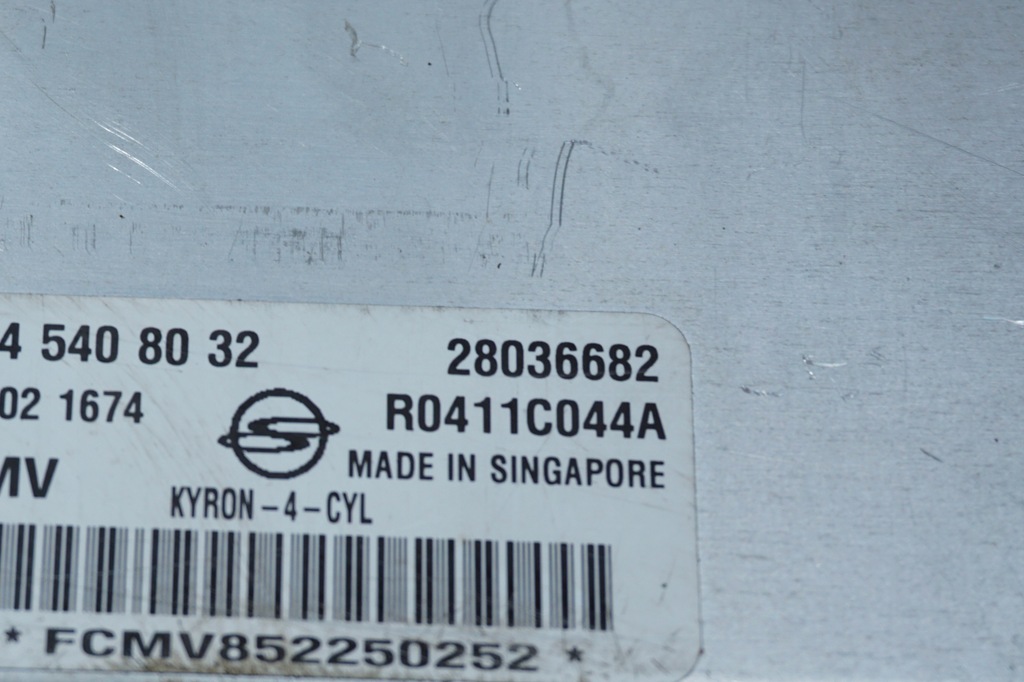 4 540 80 32
28036682
02 1674
R0411C044A
MADE IN SINGAPORE
MV
KYRON-4-CYL
* FCMV852250252 *